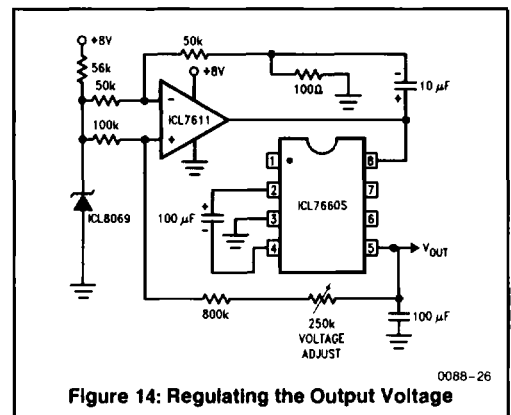 +8V
50k
56k
+8V
50k
100Ω
10 μF
ICL7611
100k
1
8
2
7
ICL7660S
100 μF
3
6
ICL8069
4
5
VOUT
800k
250k
VOLTAGE
ADJUST
100 μF
0088-26
Figure 14: Regulating the Output Voltage